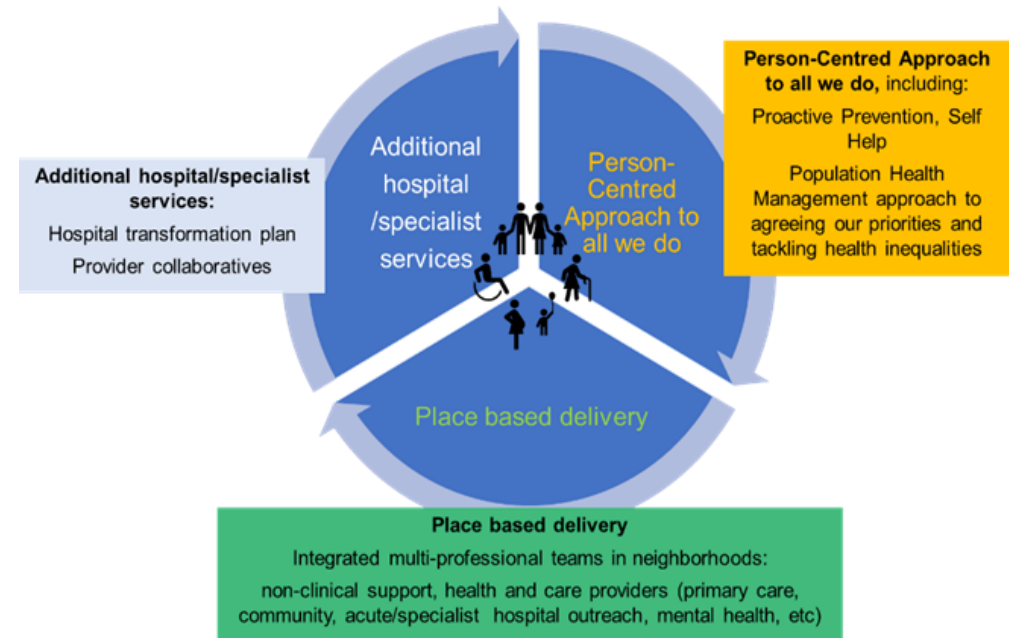 Additional
hospital
/specialist
services
Person-
Centred
Approach to
all we do
Place based delivery
Person-Centred Approach
to all we do, including:
Proactive Prevention, Self
Help
Population Health
Management approach to
agreeing our priorities and
tackling health inequalities
Additional hospital/specialist
services:
Hospital transformation plan
Provider collaboratives
Place based delivery
Integrated multi-professional teams in neighborhoods:
non-clinical support, health and care providers (primary care,
community, acute/specialist hospital outreach, mental health, etc)